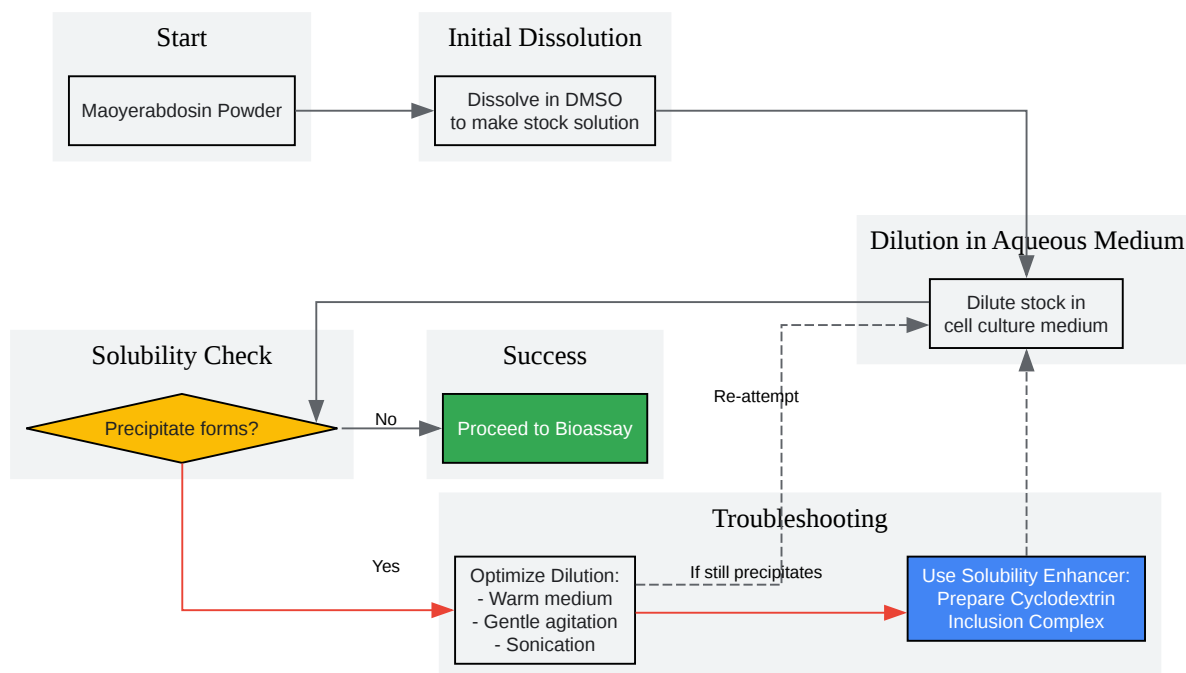 Start
Maoyerabdosin Powder
Initial Dissolution
Dissolve in DMSO
to make stock solution
Dilution in Aqueous Medium
Dilute stock in
cell culture medium
Solubility Check
Precipitate forms?
No
Success
Proceed to Bioassay
Re-attempt
Yes
Troubleshooting
Optimize Dilution:
- Warm medium
- Gentle agitation
- Sonication
If still precipitates
Use Solubility Enhancer:
Prepare Cyclodextrin
Inclusion Complex